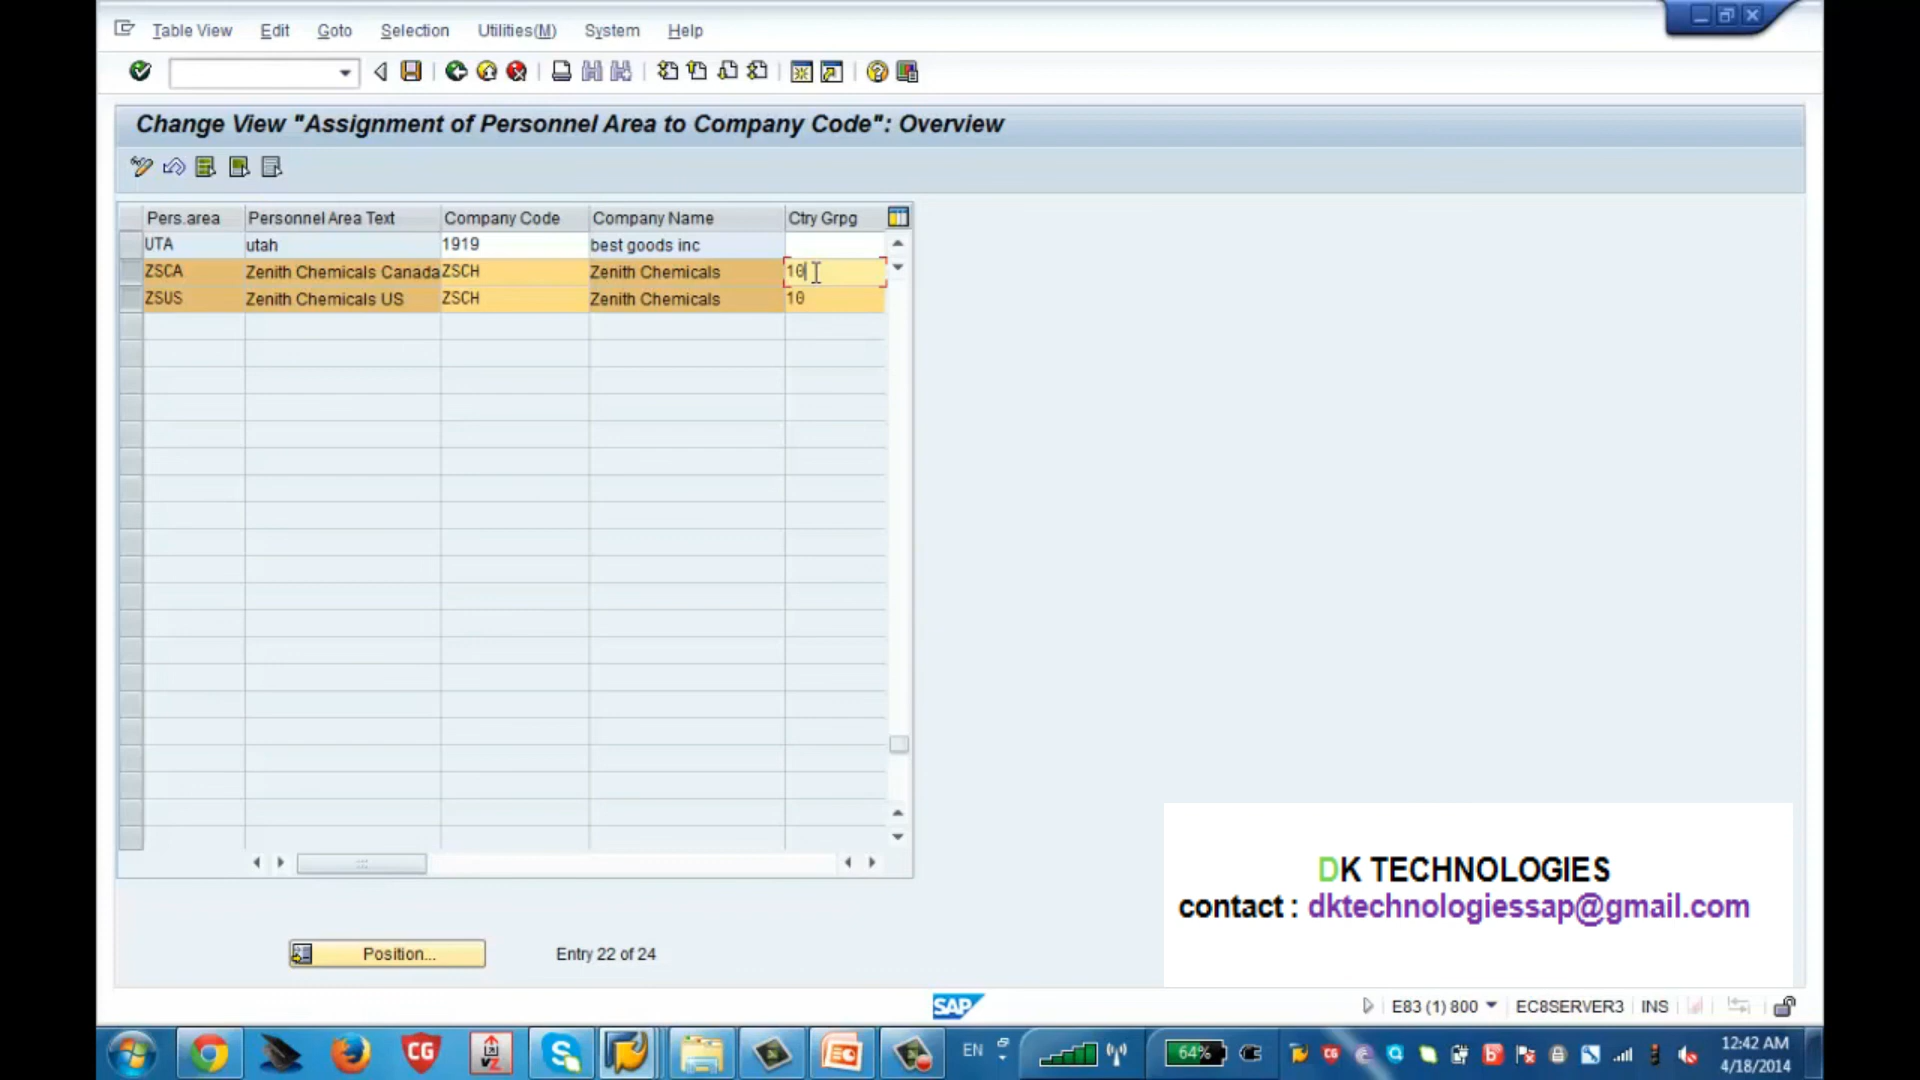 Table View Edit Goto Selection Utilities(M) System Help
Change View "Assignment of Personnel Area to Company Code": Overview
Pers.area Personnel Area Text Company Code Company Name Ctry Grpg
UTA utah 1919 best goods inc
ZSCA Zenith Chemicals Canada ZSCH Zenith Chemicals 10
ZSUS Zenith Chemicals US ZSCH Zenith Chemicals 10
DK TECHNOLOGIES
contact : dktechnologiessap@gmail.com
Position... Entry 22 of 24
SAP E83 (1) 800 EC8SERVER3 INS
CG VZ EN 64% 12:42 AM
4/18/2014